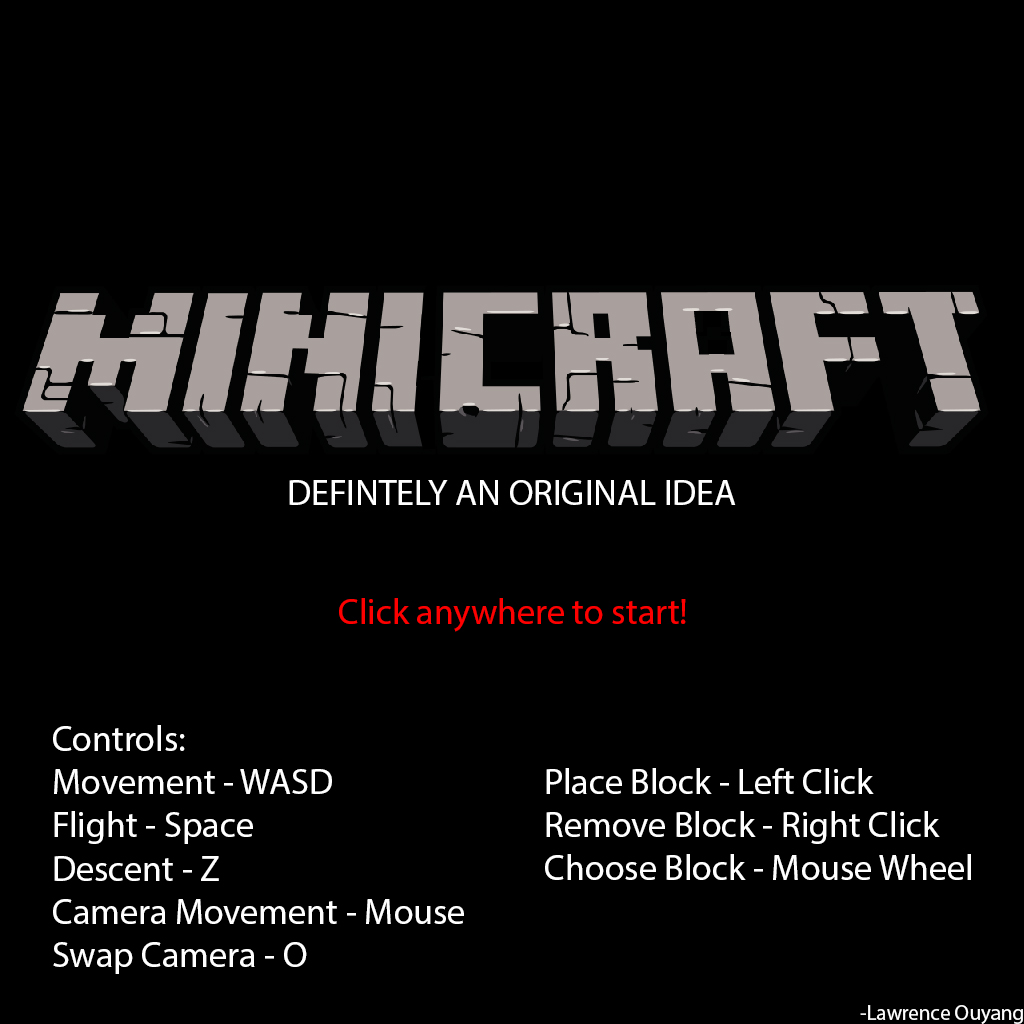 MINICRAFT
DEFINTELY AN ORIGINAL IDEA
Click anywhere to start!
Controls:
Movement - WASD
Flight - Space
Descent - Z
Camera Movement - Mouse
Swap Camera - O
Place Block - Left Click
Remove Block - Right Click
Choose Block - Mouse Wheel
-Lawrence Ouyang